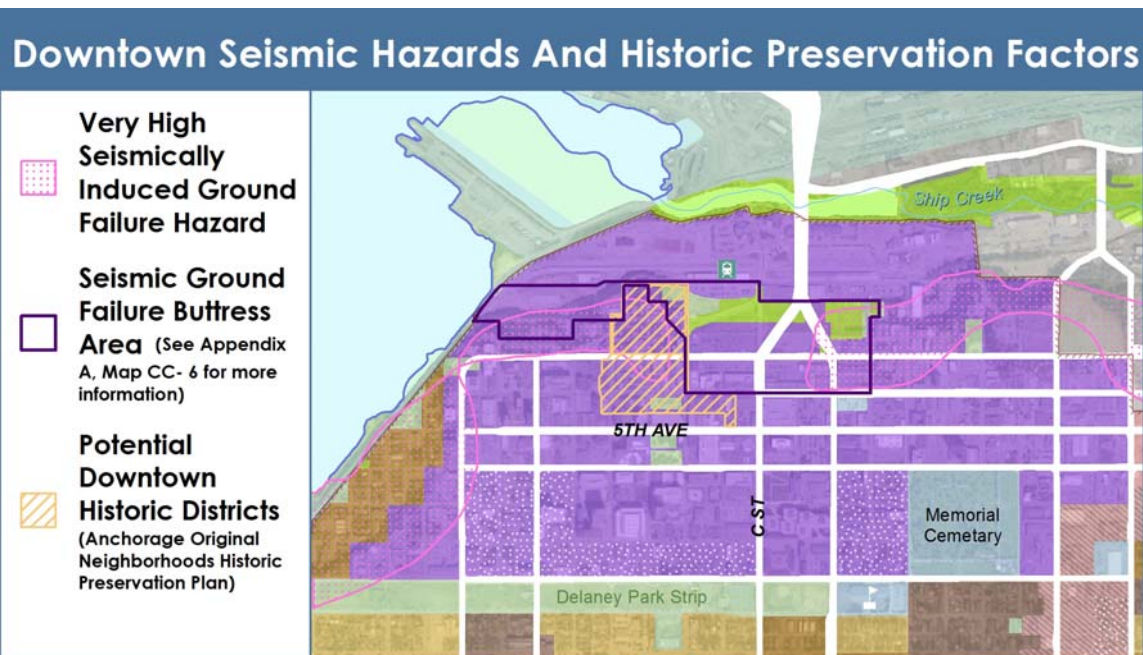 Downtown Seismic Hazards And Historic Preservation Factors
Very High
Seismically
Induced Ground
Failure Hazard
Seismic Ground
Failure Buttress
Area (See Appendix
A, Map CC- 6 for more
information)
Potential
Downtown
Historic Districts
(Anchorage Original
Neighborhoods Historic
Preservation Plan)
Ship Creek
5TH AVE
C ST
Memorial
Cemetery
Delaney Park Strip